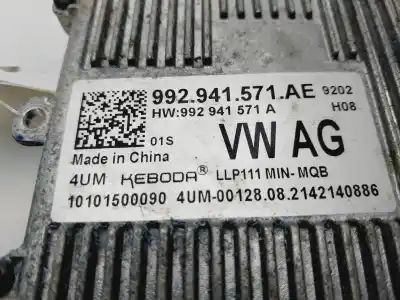 992.941.571.AE 9202
HW:992 941 571 A H08
01S VW AG
Made in China
4UM KEBODA® LLP111 MIN-MQB
10101500090 4UM-00128.08.2142140886